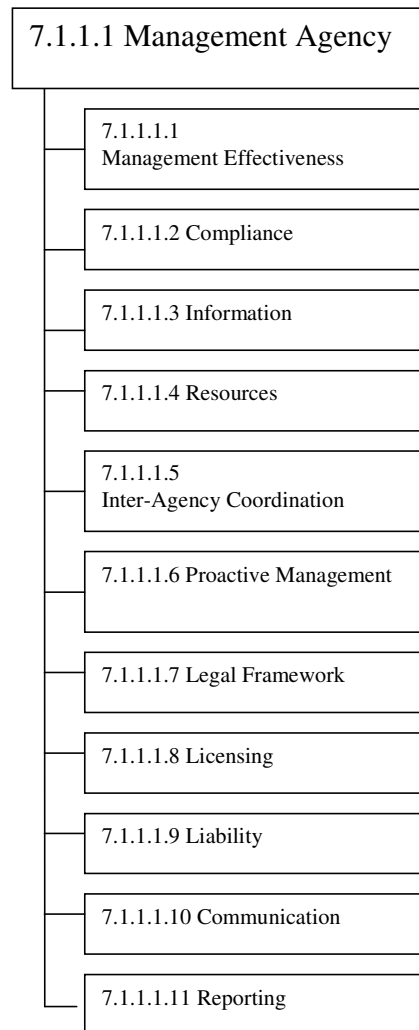 7.1.1.1 Management Agency
7.1.1.1.1
Management Effectiveness
7.1.1.1.2 Compliance
7.1.1.1.3 Information
7.1.1.1.4 Resources
7.1.1.1.5
Inter-Agency Coordination
7.1.1.1.6 Proactive Management
7.1.1.1.7 Legal Framework
7.1.1.1.8 Licensing
7.1.1.1.9 Liability
7.1.1.1.10 Communication
7.1.1.1.11 Reporting